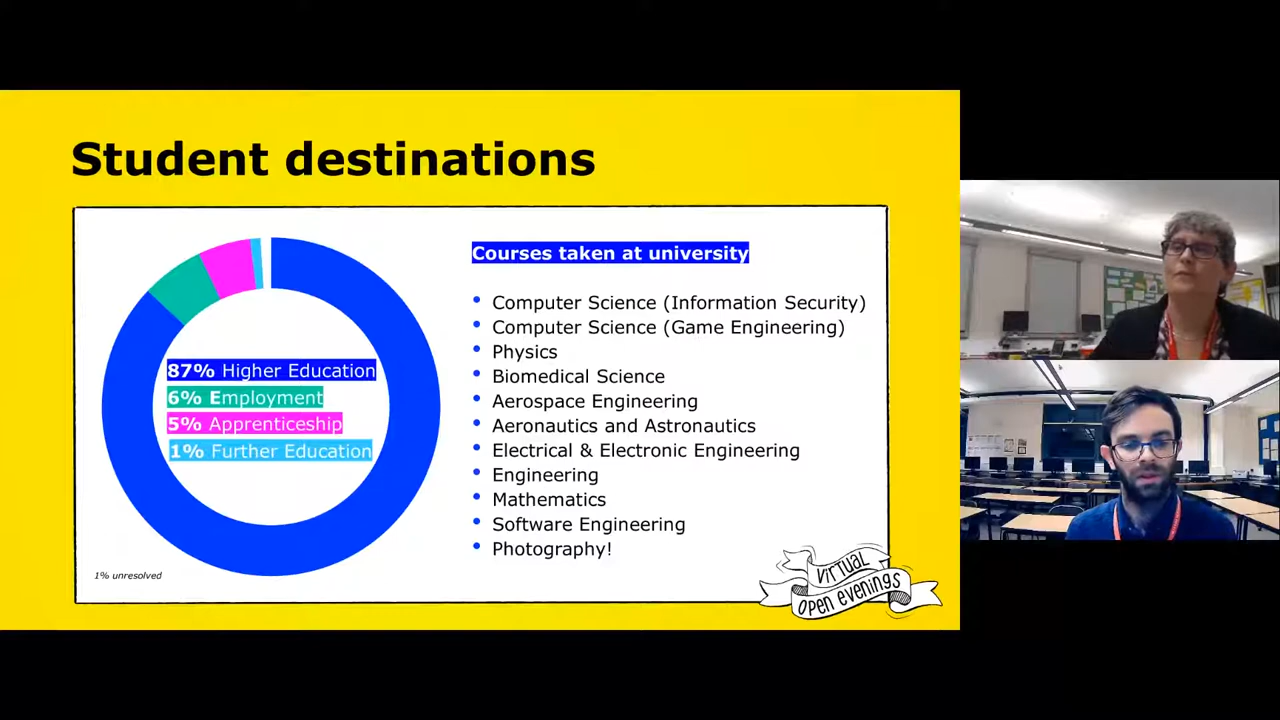 Student destinations
87% Higher Education
6% Employment
5% Apprenticeship
1% Further Education
1% unresolved
Courses taken at university
• Computer Science (Information Security)
• Computer Science (Game Engineering)
• Physics
• Biomedical Science
• Aerospace Engineering
• Aeronautics and Astronautics
• Electrical & Electronic Engineering
• Engineering
• Mathematics
• Software Engineering
• Photography!
VIRTUAL
OPEN EVENINGS